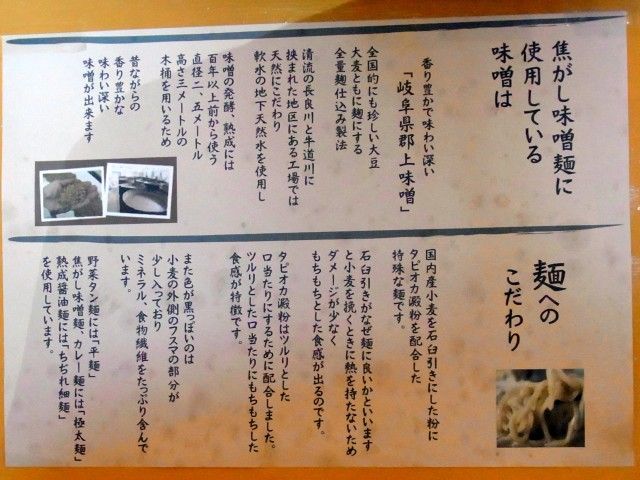 焦がし味噌麺に
使用している
味噌は
香り豊かで味わい深い
「岐阜県郡上味噌」
全国的にも珍しい大豆
大麦ともに麹にする
全量麹仕込み製法
清流の長良川と牛道川に
挟まれた地区にある工場では
天然にこだわり
軟水の地下天然水を使用し
味噌の発酵、熟成には
百年以上前から使う
直径二、五メートル
高さ三メートルの
木桶を用いるため
昔ながらの
香り豊かな
味わい深い
味噌が出来ます
麺への
こだわり
国内産小麦を石臼引きにした粉に
タピオカ澱粉を配合した
特殊な麺です。
石臼引きがなぜ麺に良いかといいます
と小麦を挽くときに熱を持たないため
ダメージが少なく
もちもちとした食感が出るのです。
タピオカ澱粉はツルリとした
口当たりにするために配合しました。
ツルリとした口当たりにもちもちした
食感が特徴です。
また色が黒っぽいのは
小麦の外側のフスマの部分が
少し入っており
ミネラル、食物繊維をたっぷり含んで
います。
野菜タン麺には「平麺」
焦がし味噌麺、カレー麺には「極太麺」
熟成醤油麺には「ちぢれ細麺」
を使用しています。